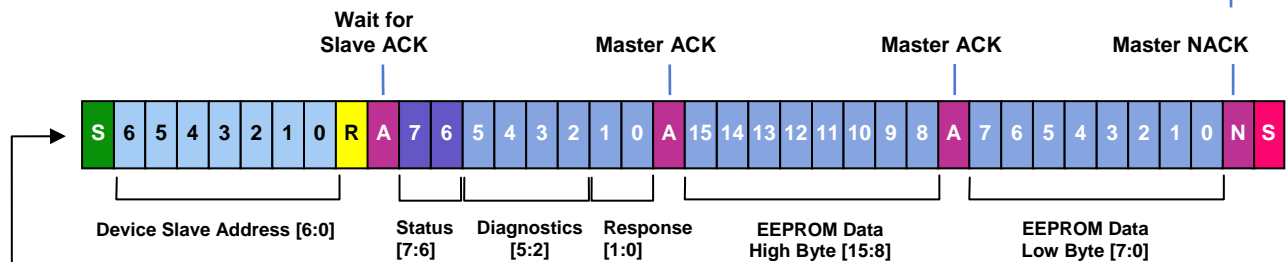 Wait for
Slave ACK
Master ACK
Master ACK
Master NACK
S 6 5 4 3 2 1 0 R A 7 6 5 4 3 2 1 0 A 15 14 13 12 11 10 9 8 A 7 6 5 4 3 2 1 0 N S
Device Slave Address [6:0]
Status
[7:6]
Diagnostics
[5:2]
Response
[1:0]
EEPROM Data
High Byte [15:8]
EEPROM Data
Low Byte [7:0]